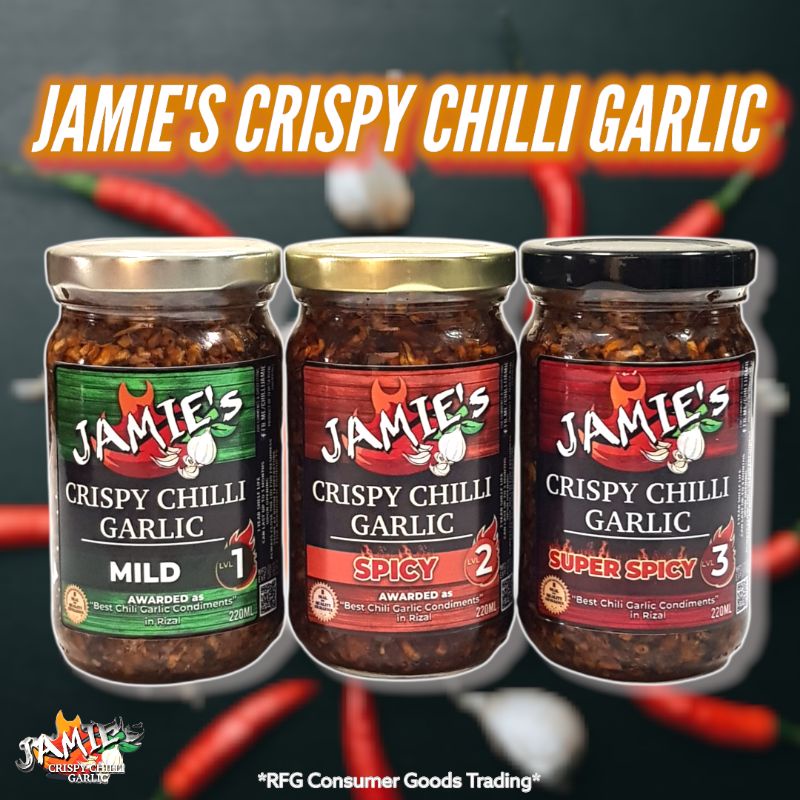 JAMIE'S CRISPY CHILLI GARLIC
JAMIE's
CRISPY CHILLI
GARLIC
MILD
LVL 1
AWARDED as
"Best Chili Garlic Condiments"
in Rizal
220ML
JAMIE's
CRISPY CHILLI
GARLIC
SPICY
LVL 2
AWARDED as
"Best Chili Garlic Condiments"
in Rizal
220ML
JAMIE's
CRISPY CHILLI
GARLIC
SUPER SPICY
LVL 3
AWARDED as
"Best Chili Garlic Condiments"
in Rizal
220ML
JAMIE's
CRISPY CHILLI
GARLIC
*RFG Consumer Goods Trading*